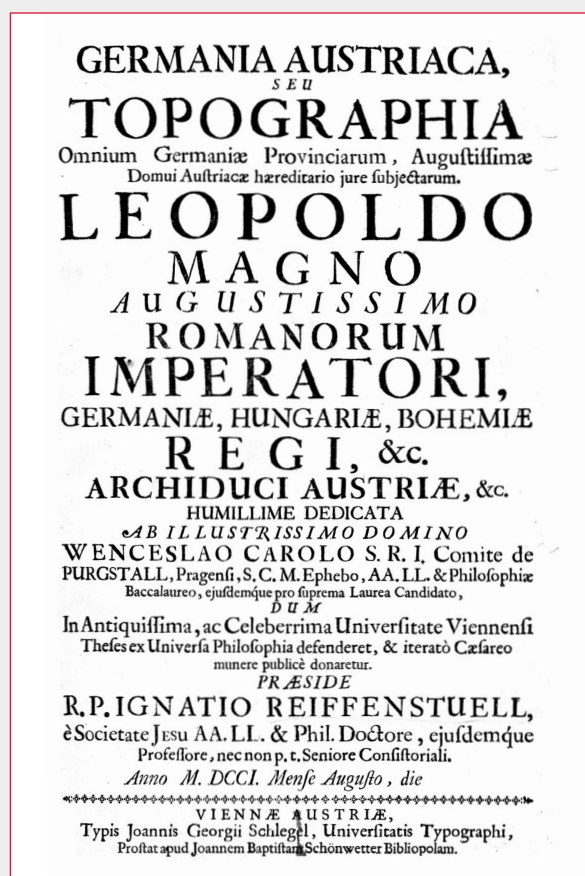 GERMANIA AUSTRIACA,
SEU
TOPOGRAPHIA
Omnium Germaniæ Provinciarum, Auguſtiſſimæ
Domui Auſtriacæ hæreditario jure ſubjectarum.
LEOPOLDO
MAGNO
AUGUSTISSIMO
ROMANORUM
IMPERATORI,
GERMANIÆ, HUNGARIÆ, BOHEMIÆ
REGI, &c.
ARCHIDUCI AUSTRIÆ, &c.
HUMILLIME DEDICATA
AB ILLUSTRISSIMO DOMINO
WENCESLAO CAROLO S. R. I. Comite de
PURGSTALL, Pragenſi, S. C. M. Ephebo, AA. LL. & Philoſophiæ
Baccalaureo, ejuſdemque pro ſuprema Laurea Candidato,
DUM
In Antiquiſſima, ac Celeberrima Univerſitate Viennenſi
Theſes ex Univerſa Philoſophia defenderet, & iteratò Cæſareo
munere publicè donaretur.
PRÆSIDE
R. P. IGNATIO REIFFENSTUELL,
è Societate JESU AA. LL. & Phil. Doctore, ejuſdemque
Profeſſore, nec non p. t. Seniore Conſiſtoriali.
Anno M. DCCI. Menſe Auguſto, die
VIENNÆ AUSTRIÆ,
Typis Joannis Georgii Schlegel, Univerſitatis Typographi,
Proſtat apud Joannem Baptiſtam Schönwetter Bibliopolam.